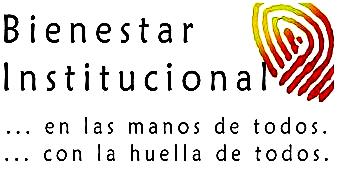 Bienestar
Institucional
... en las manos de todos.
... con la huella de todos.